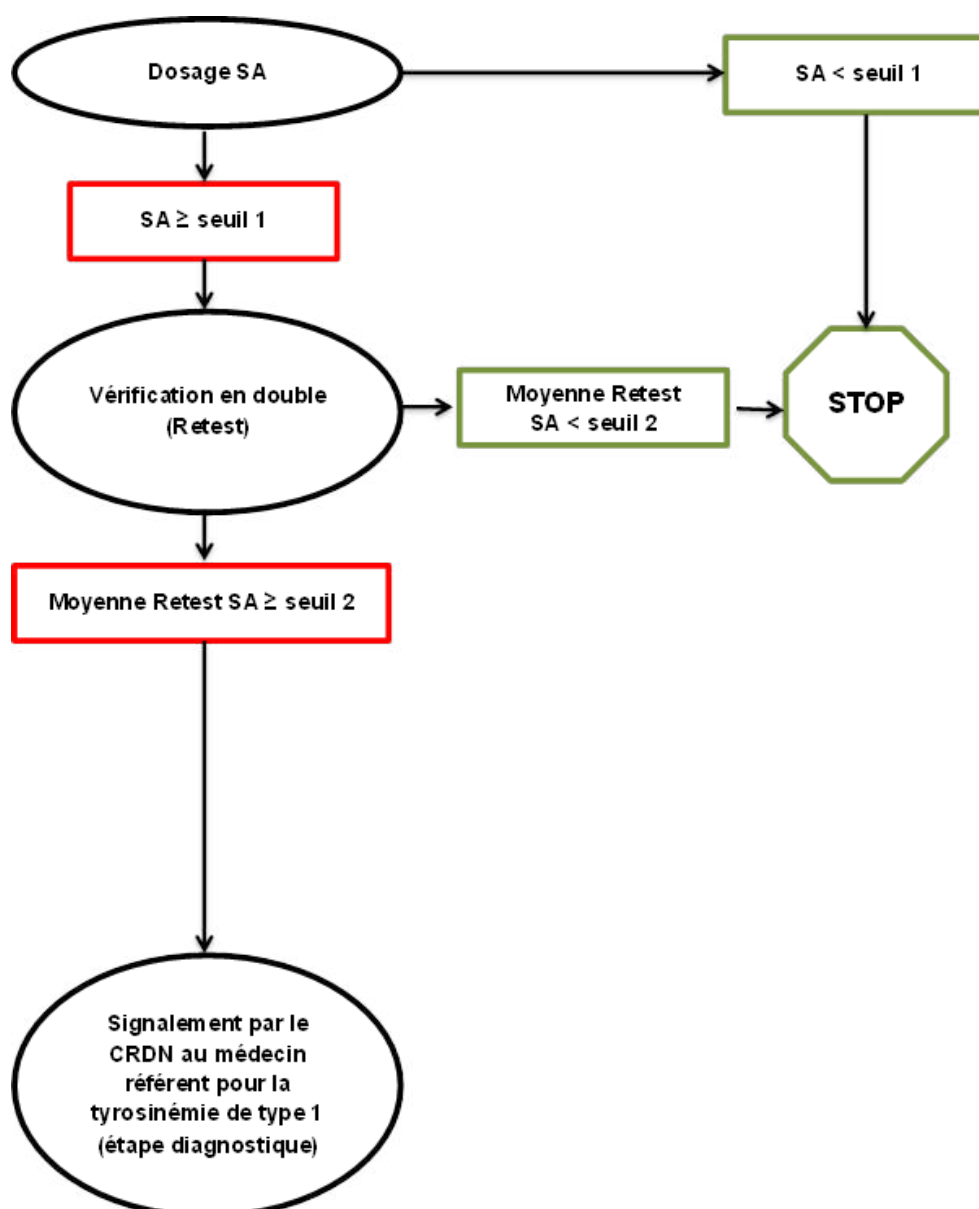 Dosage SA
SA < seuil 1
SA ≥ seuil 1
Vérification en double
(Retest)
Moyenne Retest
SA < seuil 2
STOP
Moyenne Retest SA ≥ seuil 2
Signalement par le
CRDN au médecin
référent pour la
tyrosinémie de type 1
(étape diagnostique)